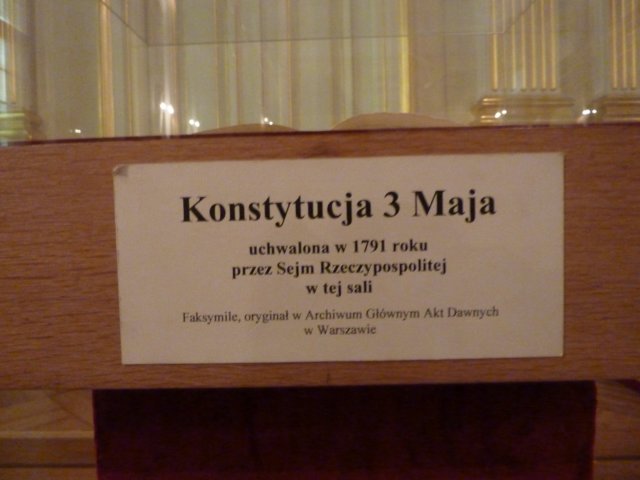 Konstytucja 3 Maja
uchwalona w 1791 roku
przez Sejm Rzeczypospolitej
w tej sali
Faksymile, oryginał w Archiwum Głównym Akt Dawnych
w Warszawie